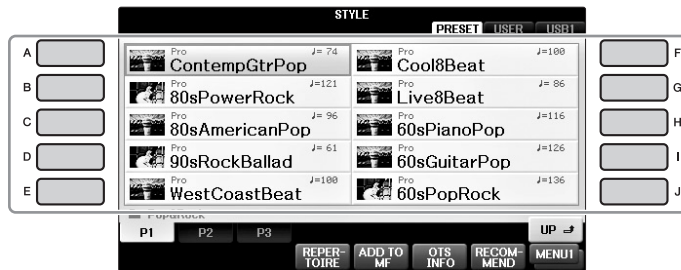 STYLE
PRESET USER USB1
A
B
C
D
E
Pro ♩= 74
ContempGtrPop
Pro ♩=121
80sPowerRock
Pro ♩= 96
80sAmericanPop
Pro ♩= 61
90sRockBallad
Pro ♩=100
WestCoastBeat
Pro ♩=100
Cool8Beat
Pro ♩= 86
Live8Beat
Pro ♩=116
60sPianoPop
Pro ♩=126
60sGuitarPop
Pro ♩=136
60sPopRock
F
G
H
I
J
Pop&Rock
P1 P2 P3 UP
REPER-
TOIRE
ADD TO
MF
OTS
INFO
RECOM-
MEND
MENU1